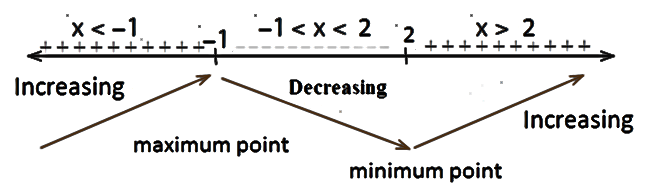 x < -1 -1 < x < 2 x > 2
++++++++++ -1 ---------------- 2 ++++++++++
Increasing Decreasing
Increasing
maximum point
minimum point